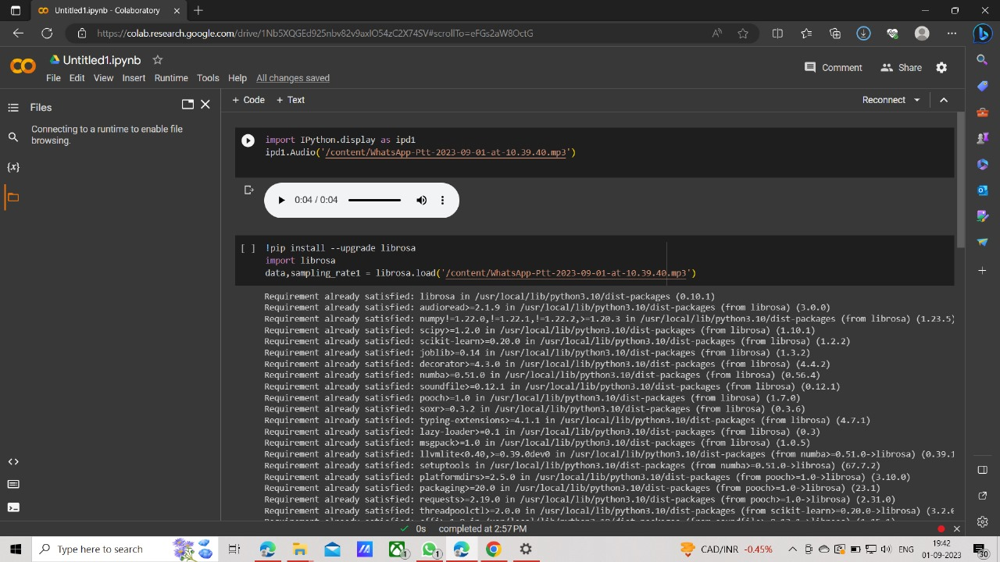 Untitled1.ipynb - Colaboratory
https://colab.research.google.com/drive/1Nb5XQGEd925nbv82v9axIO54zC2X74SV#scrollTo=eFGs2aW8OctG
Untitled1.ipynb
File Edit View Insert Runtime Tools Help All changes saved
Comment Share
Files
Connecting to a runtime to enable file
browsing.
+ Code + Text
Reconnect
import IPython.display as ipd1
ipd1.Audio('/content/WhatsApp-Ptt-2023-09-01-at-10.39.40.mp3')
0:04 / 0:04
[ ] !pip install --upgrade librosa
import librosa
data,sampling_rate1 = librosa.load('/content/WhatsApp-Ptt-2023-09-01-at-10.39.40.mp3')
Requirement already satisfied: librosa in /usr/local/lib/python3.10/dist-packages (0.10.1)
Requirement already satisfied: audioread>=2.1.9 in /usr/local/lib/python3.10/dist-packages (from librosa) (3.0.0)
Requirement already satisfied: numpy!=1.22.0,!=1.22.1,!=1.22.2,>=1.20.3 in /usr/local/lib/python3.10/dist-packages (from librosa) (1.23.5)
Requirement already satisfied: scipy>=1.2.0 in /usr/local/lib/python3.10/dist-packages (from librosa) (1.10.1)
Requirement already satisfied: scikit-learn>=0.20.0 in /usr/local/lib/python3.10/dist-packages (from librosa) (1.2.2)
Requirement already satisfied: joblib>=0.14 in /usr/local/lib/python3.10/dist-packages (from librosa) (1.3.2)
Requirement already satisfied: decorator>=4.3.0 in /usr/local/lib/python3.10/dist-packages (from librosa) (4.4.2)
Requirement already satisfied: numba>=0.51.0 in /usr/local/lib/python3.10/dist-packages (from librosa) (0.56.4)
Requirement already satisfied: soundfile>=0.12.1 in /usr/local/lib/python3.10/dist-packages (from librosa) (0.12.1)
Requirement already satisfied: pooch>=1.0 in /usr/local/lib/python3.10/dist-packages (from librosa) (1.7.0)
Requirement already satisfied: soxr>=0.3.2 in /usr/local/lib/python3.10/dist-packages (from librosa) (0.3.6)
Requirement already satisfied: typing-extensions>=4.1.1 in /usr/local/lib/python3.10/dist-packages (from librosa) (4.7.1)
Requirement already satisfied: lazy-loader>=0.1 in /usr/local/lib/python3.10/dist-packages (from librosa) (0.3)
Requirement already satisfied: msgpack>=1.0 in /usr/local/lib/python3.10/dist-packages (from librosa) (1.0.5)
Requirement already satisfied: llvmlite<0.40,>=0.39.0dev0 in /usr/local/lib/python3.10/dist-packages (from numba>=0.51.0->librosa) (0.39.1
Requirement already satisfied: setuptools in /usr/local/lib/python3.10/dist-packages (from numba>=0.51.0->librosa) (67.7.2)
Requirement already satisfied: platformdirs>=2.5.0 in /usr/local/lib/python3.10/dist-packages (from pooch>=1.0->librosa) (3.10.0)
Requirement already satisfied: packaging>=20.0 in /usr/local/lib/python3.10/dist-packages (from pooch>=1.0->librosa) (23.1)
Requirement already satisfied: requests>=2.19.0 in /usr/local/lib/python3.10/dist-packages (from pooch>=1.0->librosa) (2.31.0)
Requirement already satisfied: threadpoolctl>=2.0.0 in /usr/local/lib/python3.10/dist-packages (from scikit-learn>=0.20.0->librosa) (3.2.0
0s completed at 2:57 PM
Type here to search
CAD/INR -0.45%
ENG
19:42
01-09-2023
30